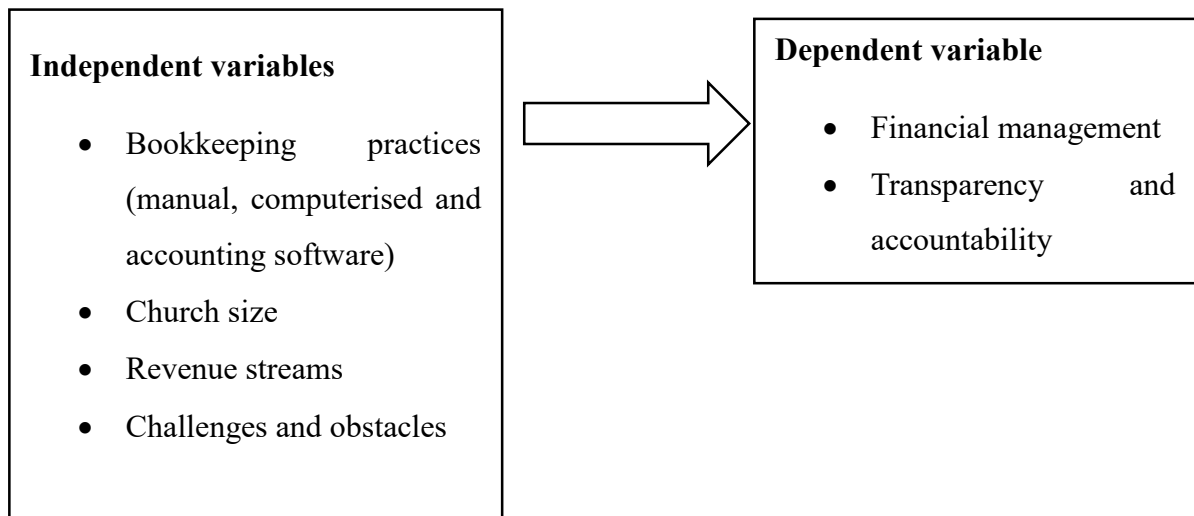 Independent variables
• Bookkeeping practices
(manual, computerised and
accounting software)
• Church size
• Revenue streams
• Challenges and obstacles
Dependent variable
• Financial management
• Transparency and
accountability